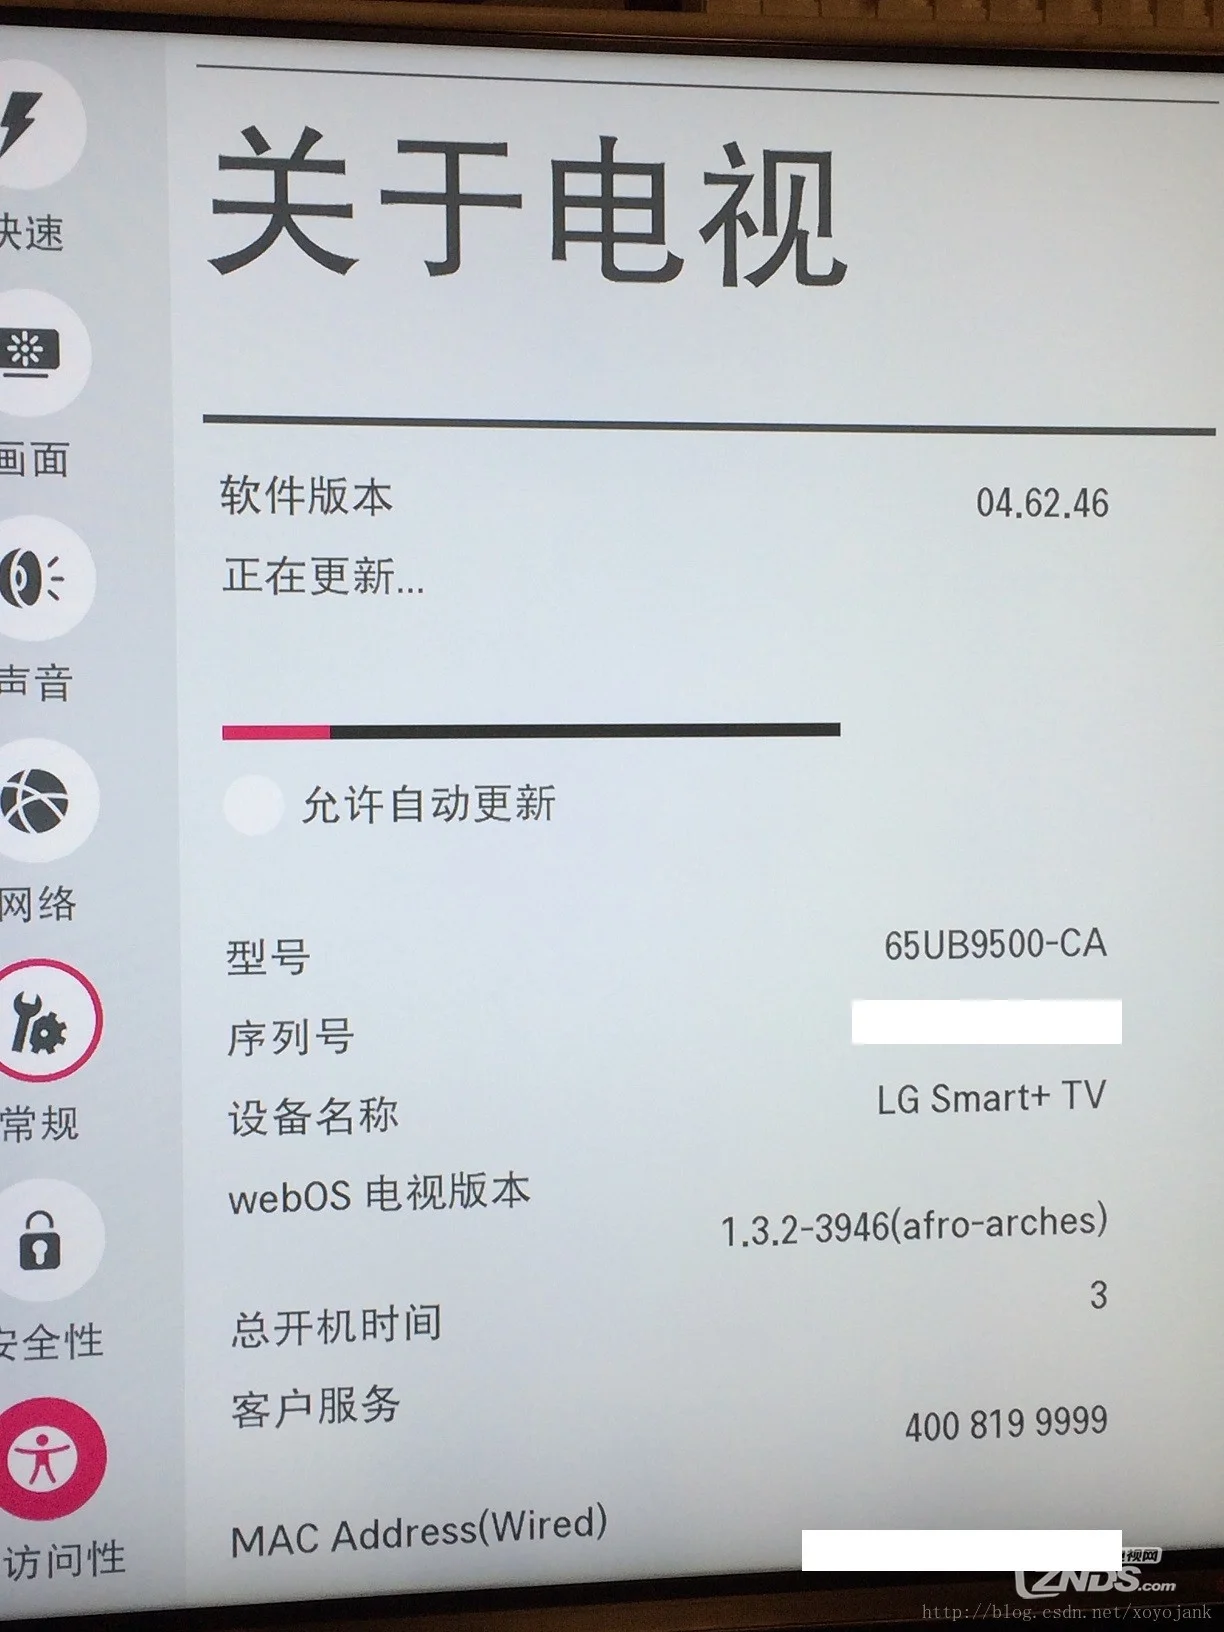 关于电视
快速
画面
声音
网络
常规
安全性
访问性
软件版本 04.62.46
正在更新...
允许自动更新
型号 65UB9500-CA
序列号
设备名称 LG Smart+ TV
webOS 电视版本 1.3.2-3946(afro-arches)
总开机时间 3
客户服务 400 819 9999
MAC Address(Wired)
电视网
ZNDS.com
http://blog.csdn.net/xoyojank